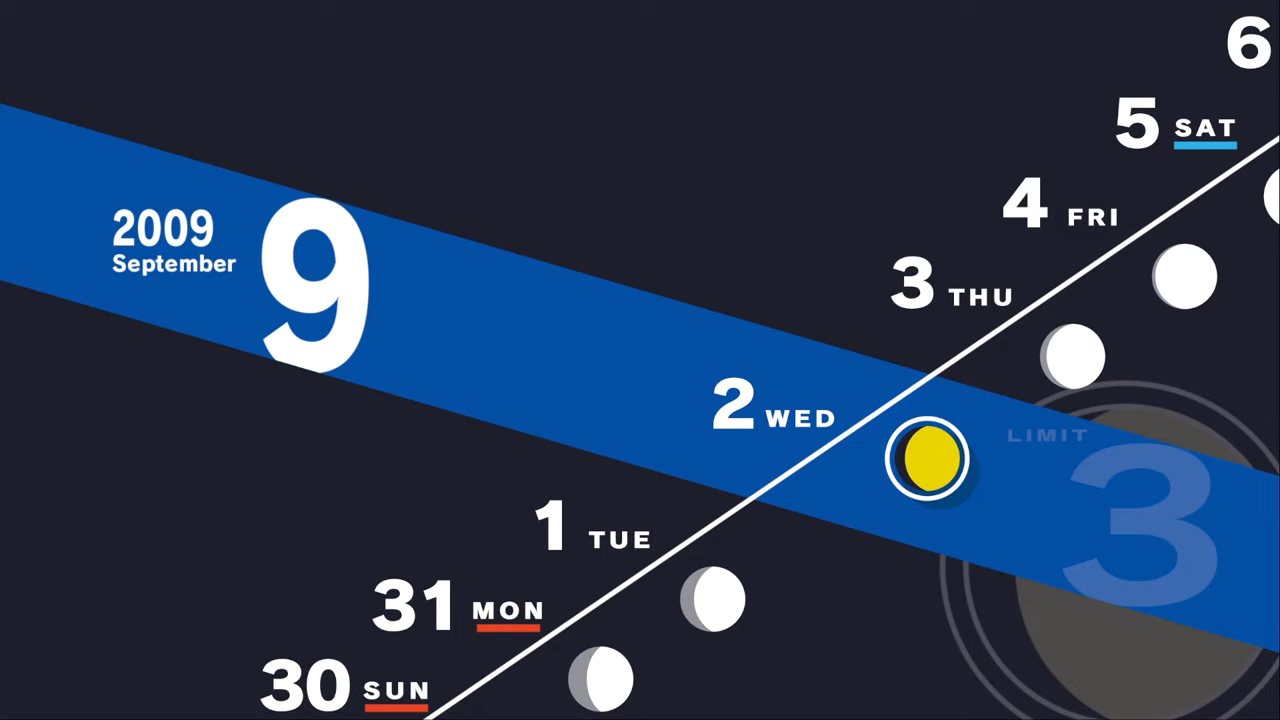 6
5 SAT
4 FRI
2009
September
9
3 THU
2 WED
LIMIT
3
1 TUE
31 MON
30 SUN